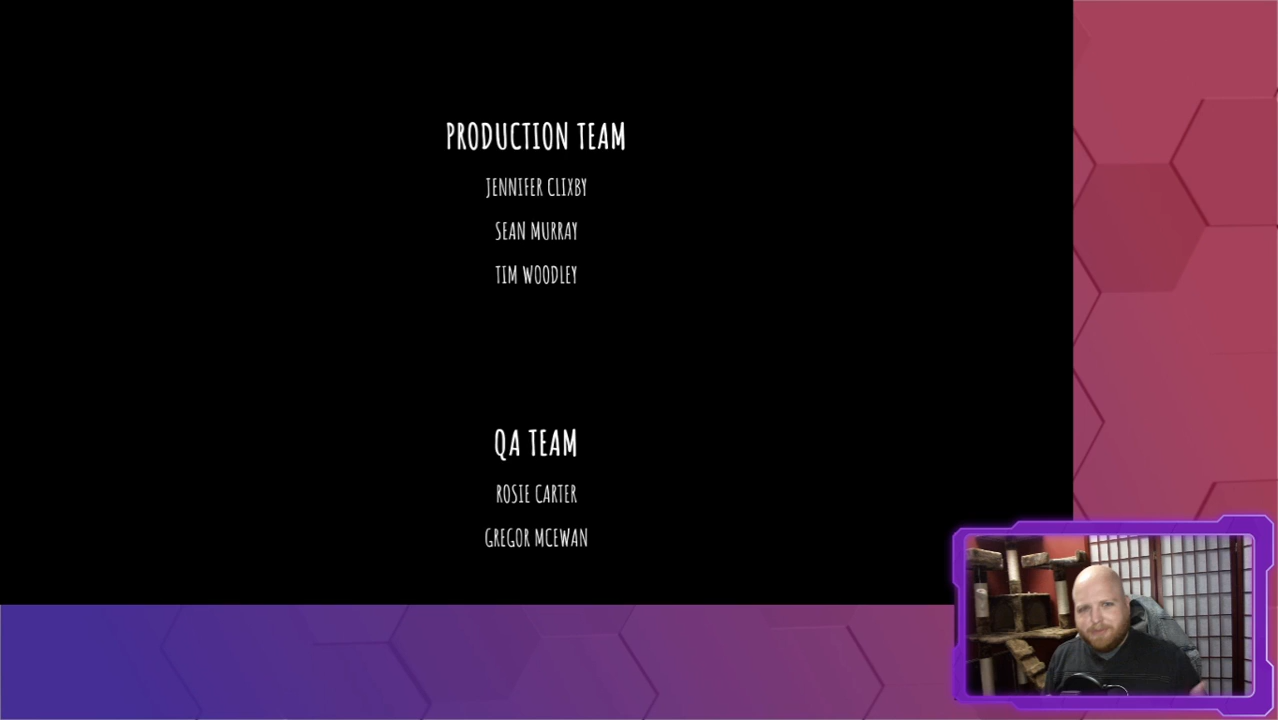 PRODUCTION TEAM
JENNIFER CLIXBY
SEAN MURRAY
TIM WOODLEY
QA TEAM
ROSIE CARTER
GREGOR MCEWAN